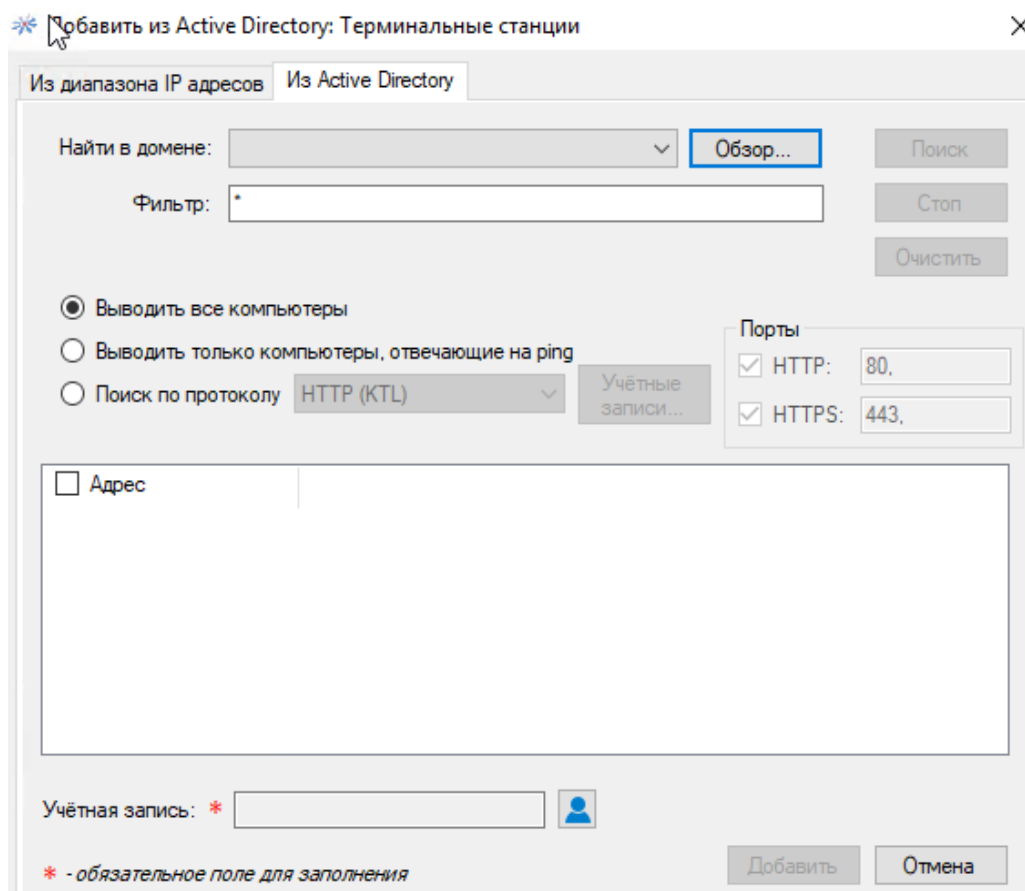 Добавить из Active Directory: Терминальные станции
Из диапазона IP адресов Из Active Directory
Найти в домене: Обзор... Поиск
Фильтр: * Стоп
Очистить
Выводить все компьютеры
Порты
Выводить только компьютеры, отвечающие на ping
HTTP: 80,
Поиск по протоколу HTTP (KTL) Учётные записи...
HTTPS: 443,
Адрес
Учётная запись: *
* - обязательное поле для заполнения
Добавить Отмена